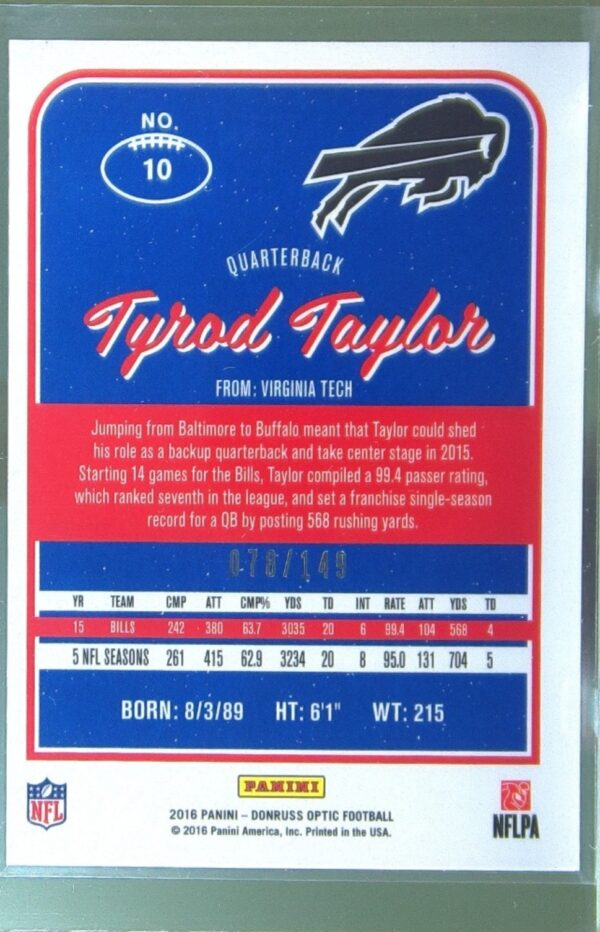 NO.
10
QUARTERBACK
Tyrod Taylor
FROM: VIRGINIA TECH
Jumping from Baltimore to Buffalo meant that Taylor could shed
his role as a backup quarterback and take center stage in 2015.
Starting 14 games for the Bills, Taylor compiled a 99.4 passer rating,
which ranked seventh in the league, and set a franchise single-season
record for a QB by posting 568 rushing yards.
078/149
YR TEAM CMP ATT CMP% YDS TD INT RATE ATT YDS TD
15 BILLS 242 380 63.7 3035 20 6 99.4 104 568 4
5 NFL SEASONS 261 415 62.9 3234 20 8 95.0 131 704 5
BORN: 8/3/89 HT: 6'1" WT: 215
NFL
PANINI
2016 PANINI – DONRUSS OPTIC FOOTBALL
© 2016 Panini America, Inc. Printed in the USA.
NFLPA